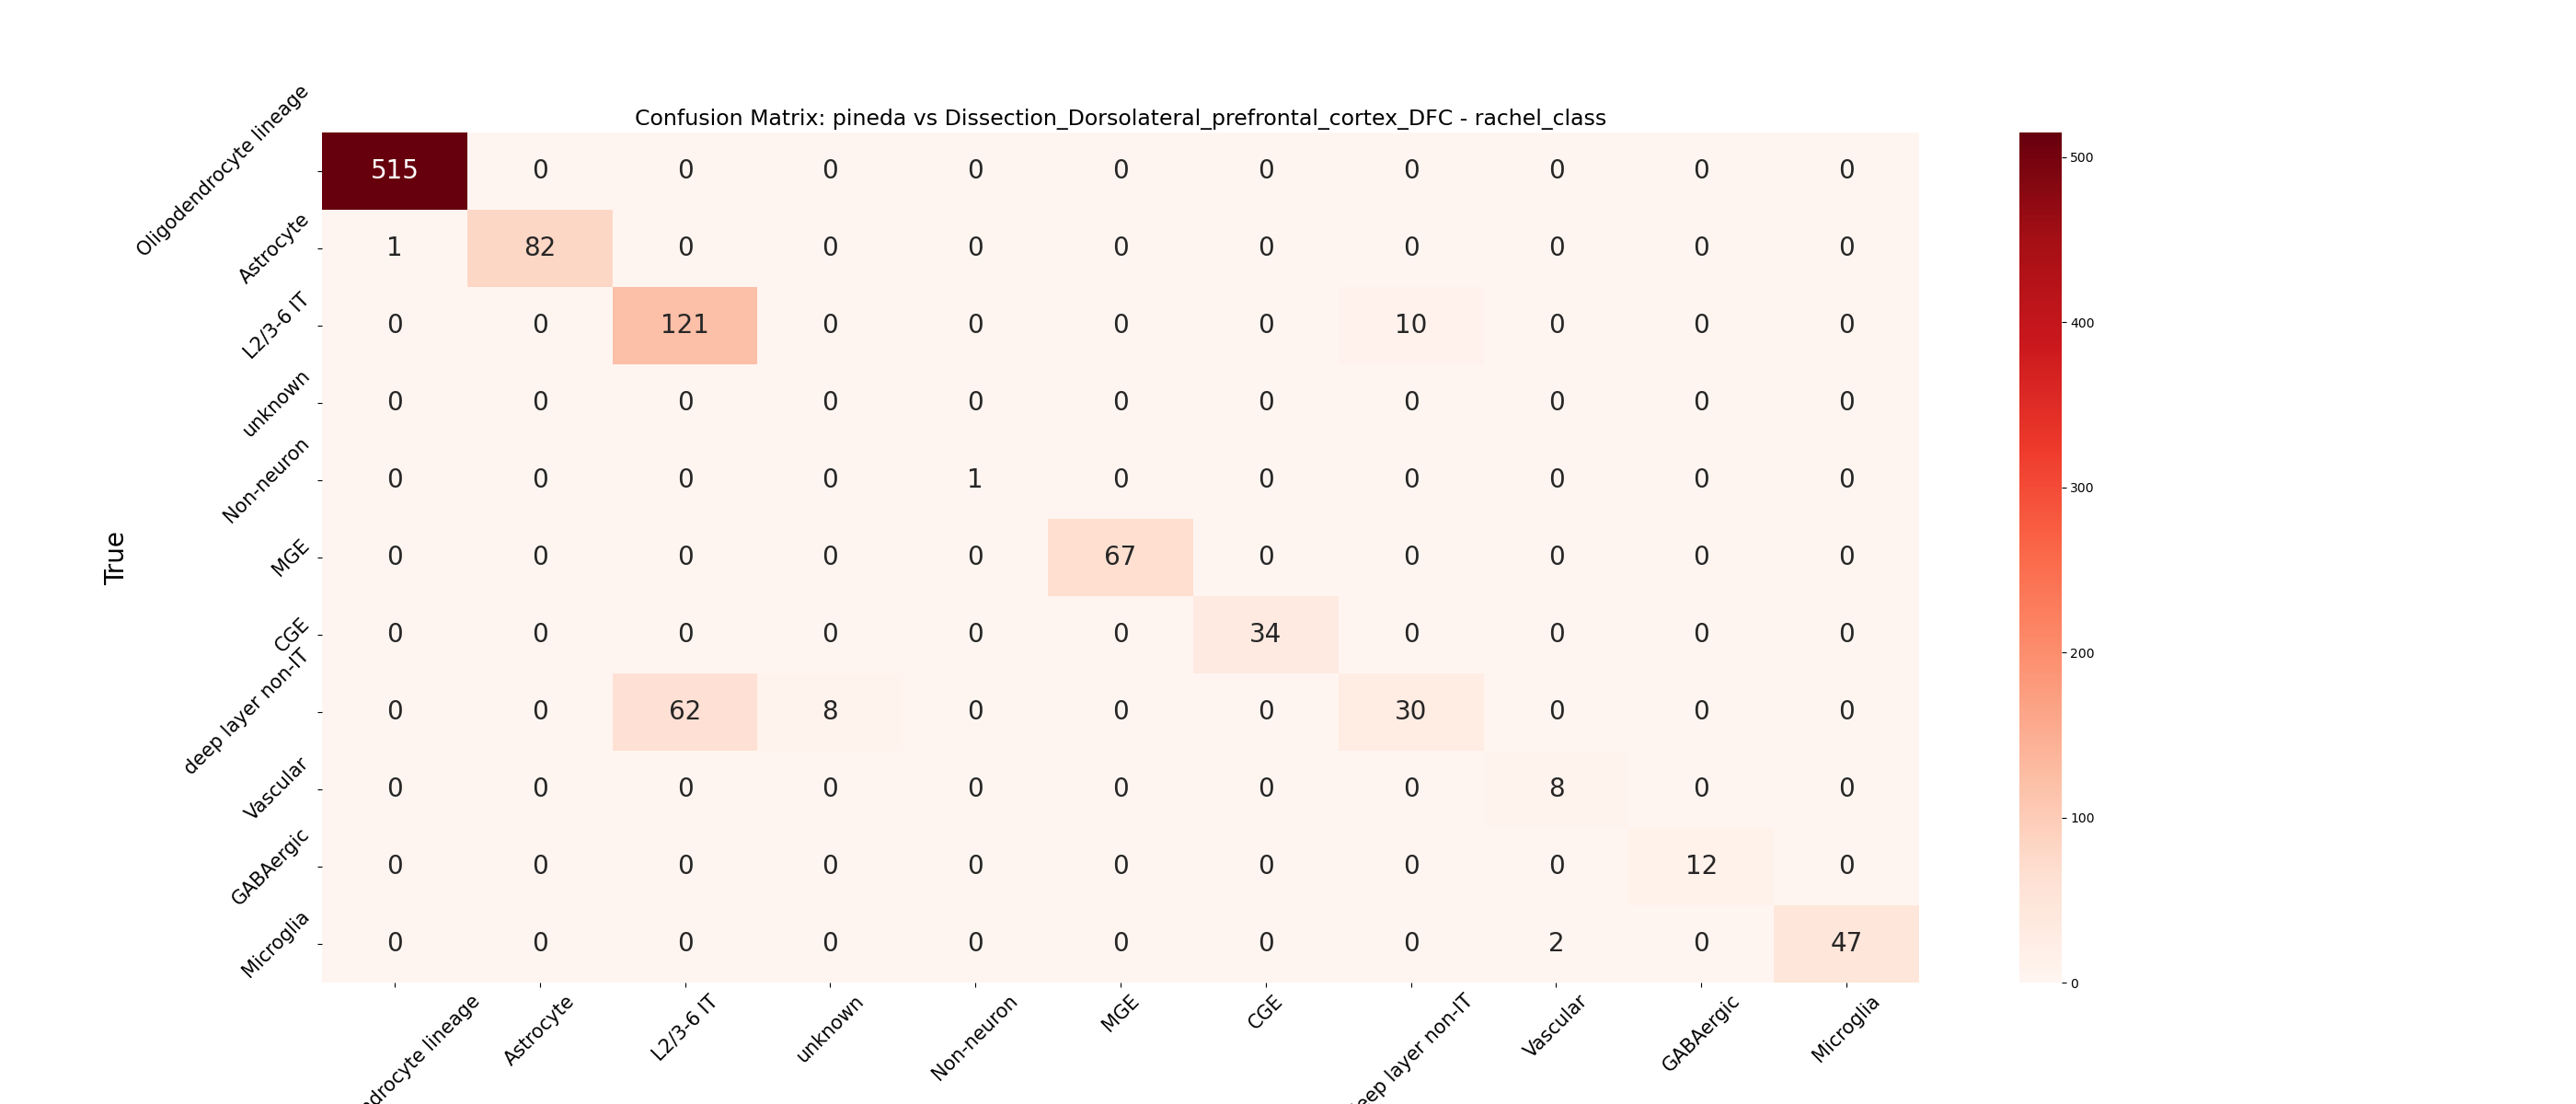 Confusion Matrix: pineda vs Dissection_Dorsolateral_prefrontal_cortex_DFC - rachel_class
True
Oligodendrocyte lineage 515 0 0 0 0 0 0 0 0 0 0
Astrocyte 1 82 0 0 0 0 0 0 0 0 0
L2/3-6 IT 0 0 121 0 0 0 0 10 0 0 0
unknown 0 0 0 0 0 0 0 0 0 0 0
Non-neuron 0 0 0 0 1 0 0 0 0 0 0
MGE 0 0 0 0 0 67 0 0 0 0 0
CGE 0 0 0 0 0 0 34 0 0 0 0
deep layer non-IT 0 0 62 8 0 0 0 30 0 0 0
Vascular 0 0 0 0 0 0 0 0 8 0 0
GABAergic 0 0 0 0 0 0 0 0 0 12 0
Microglia 0 0 0 0 0 0 0 0 2 0 47
lineage Astrocyte L2/3-6 IT unknown Non-neuron MGE CGE layer non-IT Vascular GABAergic Microglia
500
400
300
200
100
0